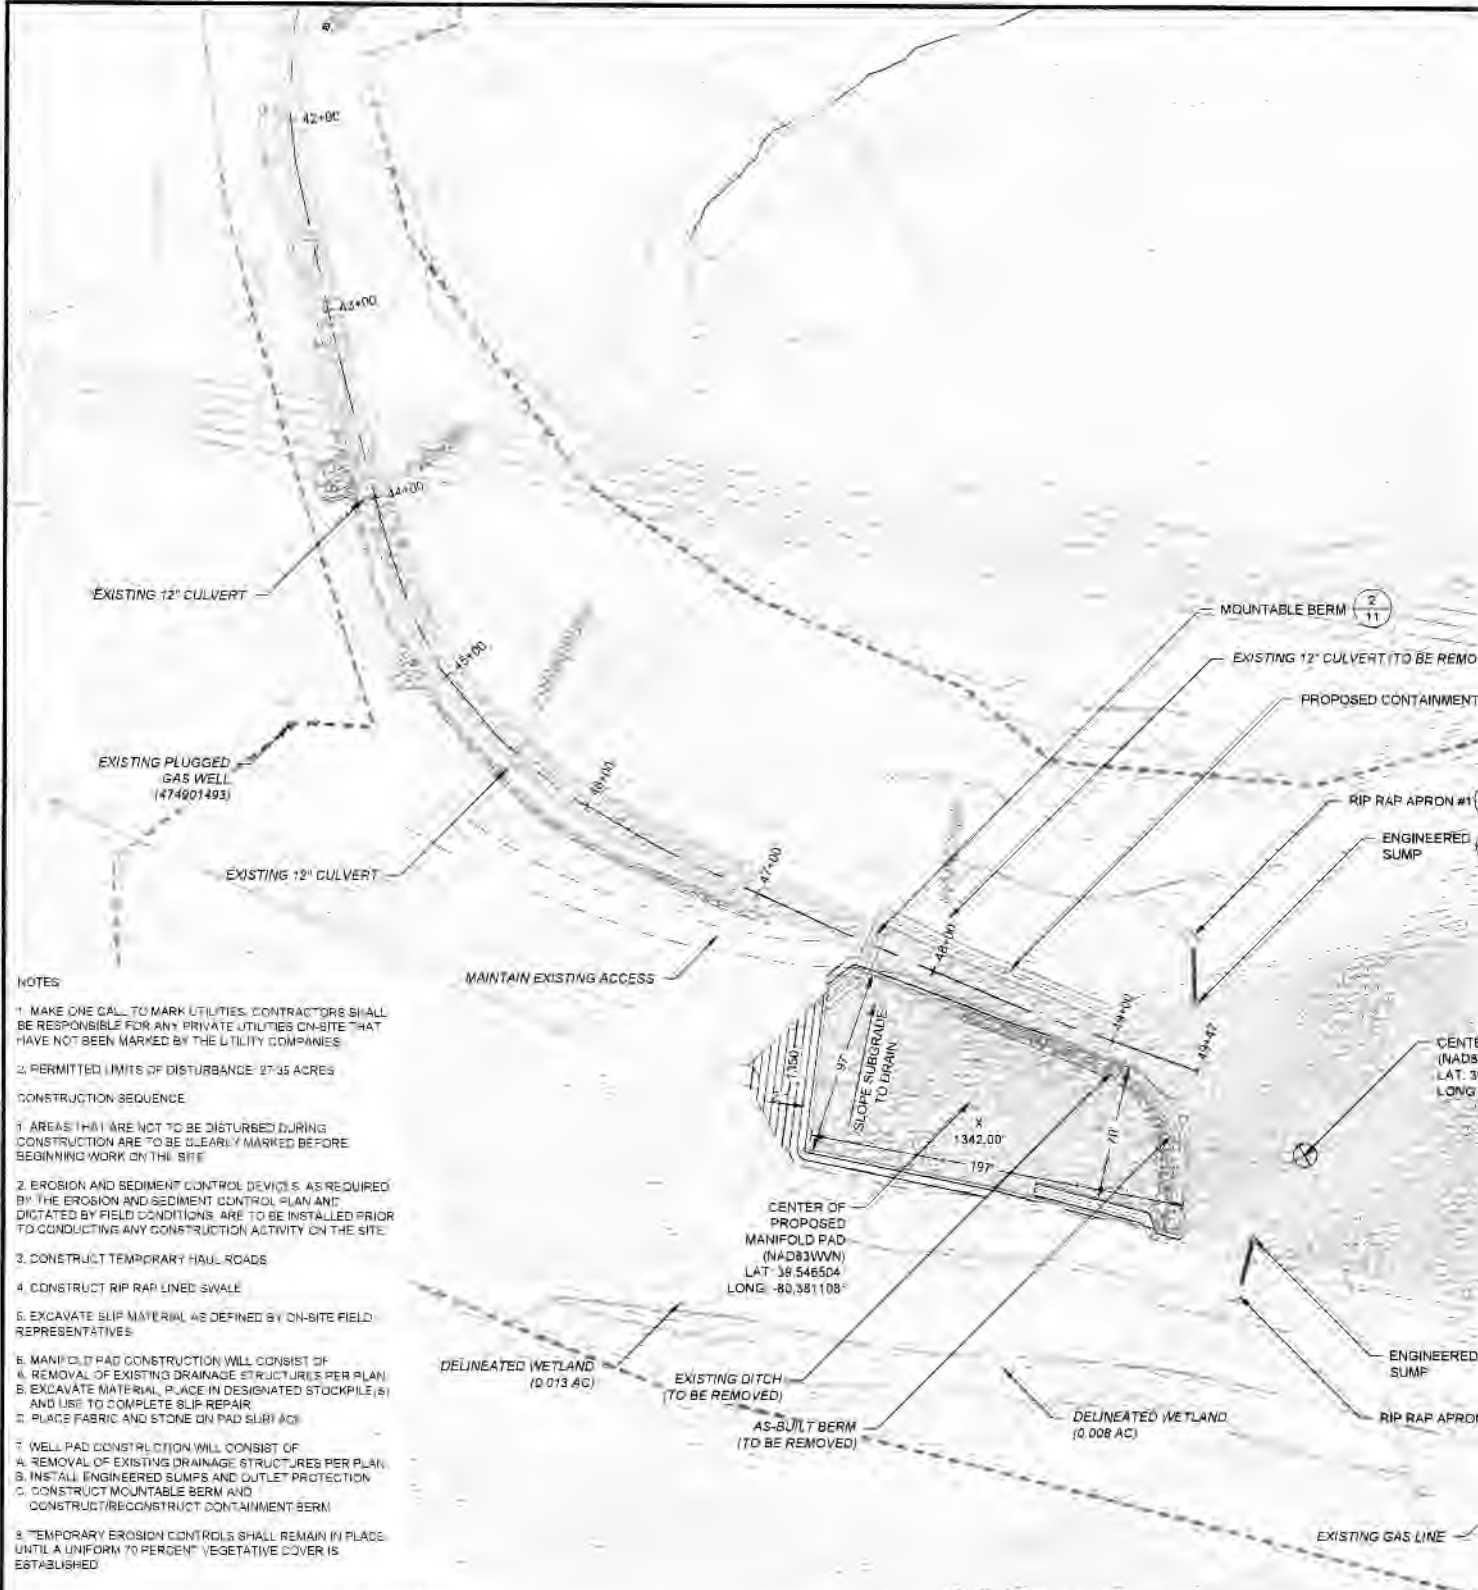 42+00
43+00
44+00
EXISTING 12" CULVERT
45+00
EXISTING PLUGGED
GAS WELL
(474901493)
46+00
EXISTING 12" CULVERT
47+00
MAINTAIN EXISTING ACCESS
MOUNTABLE BERM 2
11
EXISTING 12" CULVERT (TO BE REMO
PROPOSED CONTAINMENT
RIP RAP APRON #1
ENGINEERED
SUMP
48+00
49+00
49+47
CENTE
(NAD8
LAT: 3
LONG
1350
97'
SLOPE SUBGRADE
TO DRAIN
X
1342.00'
197'
70'
CENTER OF
PROPOSED
MANIFOLD PAD
(NAD83WVN)
LAT: 39.546504
LONG: -80.381108°
DELINEATED WETLAND
(0.013 AC)
EXISTING DITCH
(TO BE REMOVED)
AS-BUILT BERM
(TO BE REMOVED)
DELINEATED WETLAND
(0.008 AC)
ENGINEERED
SUMP
RIP RAP APRON
EXISTING GAS LINE
NOTES
1. MAKE ONE CALL TO MARK UTILITIES. CONTRACTORS SHALL
BE RESPONSIBLE FOR ANY PRIVATE UTILITIES ON-SITE THAT
HAVE NOT BEEN MARKED BY THE UTILITY COMPANIES
2. PERMITTED LIMITS OF DISTURBANCE: 27.35 ACRES
CONSTRUCTION SEQUENCE
1. AREAS THAT ARE NOT TO BE DISTURBED DURING
CONSTRUCTION ARE TO BE CLEARLY MARKED BEFORE
BEGINNING WORK ON THE SITE
2. EROSION AND SEDIMENT CONTROL DEVICES, AS REQUIRED
BY THE EROSION AND SEDIMENT CONTROL PLAN AND
DICTATED BY FIELD CONDITIONS, ARE TO BE INSTALLED PRIOR
TO CONDUCTING ANY CONSTRUCTION ACTIVITY ON THE SITE
3. CONSTRUCT TEMPORARY HAUL ROADS
4. CONSTRUCT RIP RAP LINED SWALE
5. EXCAVATE SLIP MATERIAL AS DEFINED BY ON-SITE FIELD
REPRESENTATIVES
6. MANIFOLD PAD CONSTRUCTION WILL CONSIST OF
A. REMOVAL OF EXISTING DRAINAGE STRUCTURES PER PLAN
B. EXCAVATE MATERIAL, PLACE IN DESIGNATED STOCKPILE(S)
AND USE TO COMPLETE SLIP REPAIR
C. PLACE FABRIC AND STONE ON PAD SURFACE
7. WELL PAD CONSTRUCTION WILL CONSIST OF
A. REMOVAL OF EXISTING DRAINAGE STRUCTURES PER PLAN
B. INSTALL ENGINEERED SUMPS AND OUTLET PROTECTION
C. CONSTRUCT MOUNTABLE BERM AND
CONSTRUCT/RECONSTRUCT CONTAINMENT BERM
8. TEMPORARY EROSION CONTROLS SHALL REMAIN IN PLACE
UNTIL A UNIFORM 70 PERCENT VEGETATIVE COVER IS
ESTABLISHED